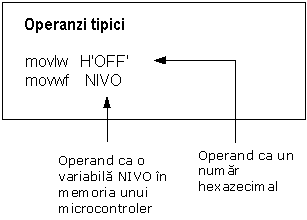 Operanzi tipici
movlw H'OFF'
movwf NIVO
Operand ca o
variabilă NIVO în
memoria unui
microcontroler
Operand ca un
număr
hexazecimal